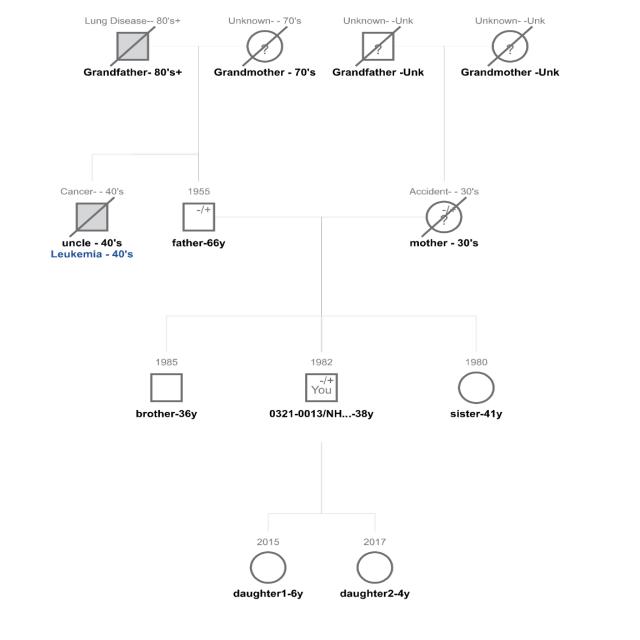 Lung Disease-- 80's+
Unknown- - 70's
Unknown- -Unk
Unknown- -Unk
?
?
?
Grandfather- 80's+
Grandmother - 70's
Grandfather -Unk
Grandmother -Unk
Cancer- - 40's
1955
Accident- - 30's
-/+
-/+
?
uncle - 40's
father-66y
mother - 30's
Leukemia - 40's
1985
1982
1980
-/+
You
brother-36y
0321-0013/NH...-38y
sister-41y
2015
2017
daughter1-6y
daughter2-4y